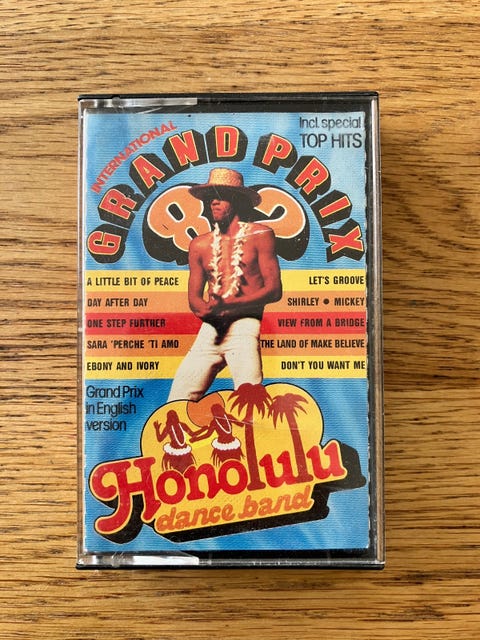 INTERNATIONAL
GRAND PRIX
82
Incl. special
TOP HITS
A LITTLE BIT OF PEACE
DAY AFTER DAY
ONE STEP FURTHER
SARA 'PERCHE 'TI AMO
EBONY AND IVORY
LET'S GROOVE
SHIRLEY • MICKEY
VIEW FROM A BRIDGE
THE LAND OF MAKE BELIEVE
DON'T YOU WANT ME
Grand Prix
in English
version
Honolulu
dance band